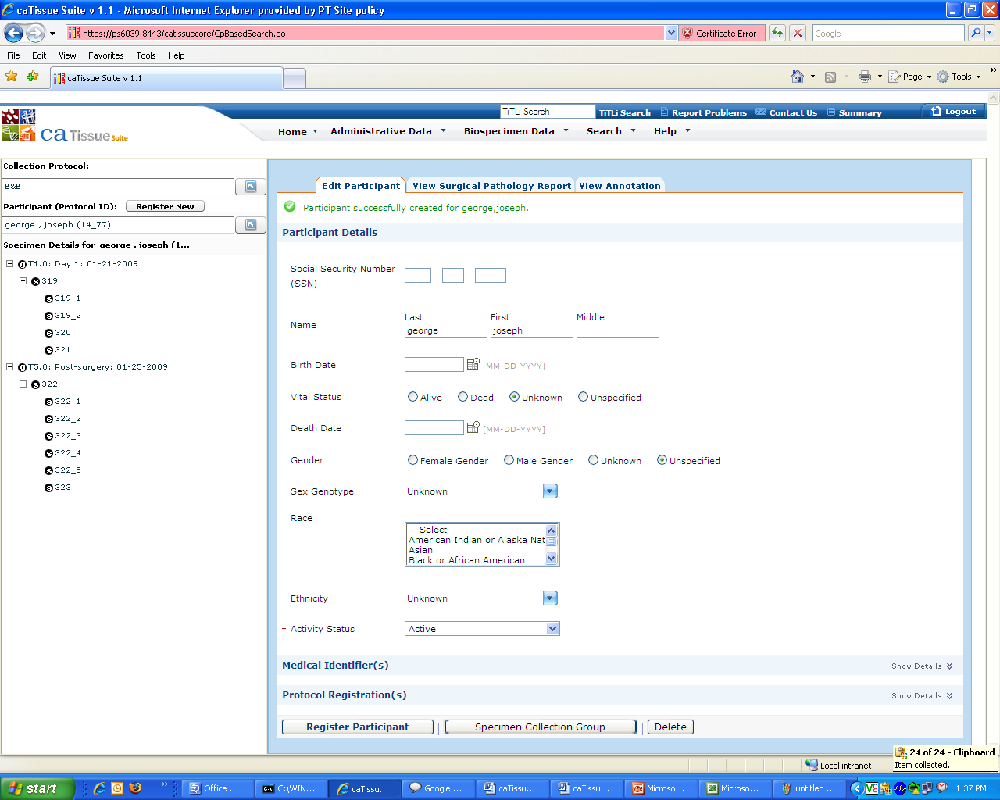 caTissue Suite v 1.1 - Microsoft Internet Explorer provided by PT Site policy
https://ps6039:8443/catissuecore/CpBasedSearch.do
Certificate Error
Google
File Edit View Favorites Tools Help
caTissue Suite v 1.1
Page Tools
TiTLi Search TiTLi Search Report Problems Contact Us Summary Logout
ca Tissue Suite
Home Administrative Data Biospecimen Data Search Help
Collection Protocol:
B&B
Participant (Protocol ID): Register New
george , joseph (14_77)
Specimen Details for george , joseph (1...
T1.0: Day 1: 01-21-2009
319
319_1
319_2
320
321
T5.0: Post-surgery: 01-25-2009
322
322_1
322_2
322_3
322_4
322_5
323
Edit Participant View Surgical Pathology Report View Annotation
Participant successfully created for george,joseph.
Participant Details
Social Security Number
(SSN)
- -
Last First Middle
Name
george joseph
Birth Date [MM-DD-YYYY]
Vital Status Alive Dead Unknown Unspecified
Death Date [MM-DD-YYYY]
Gender Female Gender Male Gender Unknown Unspecified
Sex Genotype Unknown
Race
-- Select --
American Indian or Alaska Nat
Asian
Black or African American
Ethnicity Unknown
* Activity Status Active
Medical Identifier(s) Show Details
Protocol Registration(s) Show Details
Register Participant | Specimen Collection Group | Delete
24 of 24 - Clipboard
Item collected.
Local intranet
start Office ... C:\WIN... caTissu... Google ... caTissu... caTissu... Microso... Microso... untitled ... 1:37 PM